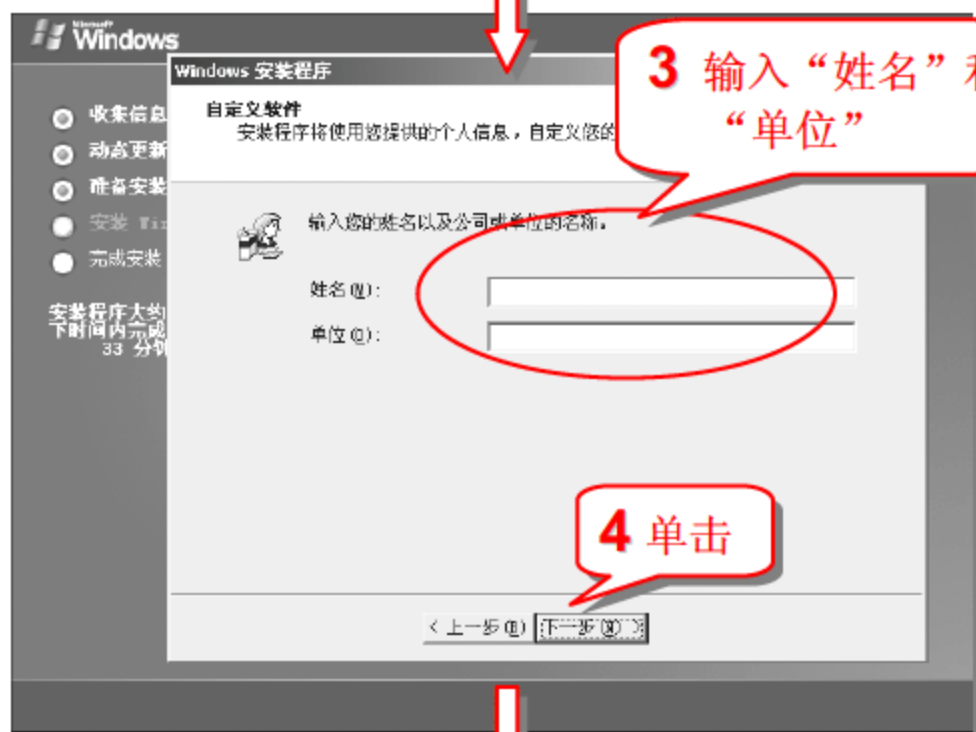 Microsoft
Windows
Windows 安装程序
3 输入“姓名”和
“单位”
收集信息
动态更新
准备安装
安装 Win
完成安装
安装程序大约
下时间内完成
33 分钟
自定义软件
安装程序将使用您提供的个人信息，自定义您的
输入您的姓名以及公司或单位的名称。
姓名(M):
单位(O):
4 单击
< 上一步(B)
下一步(N) >